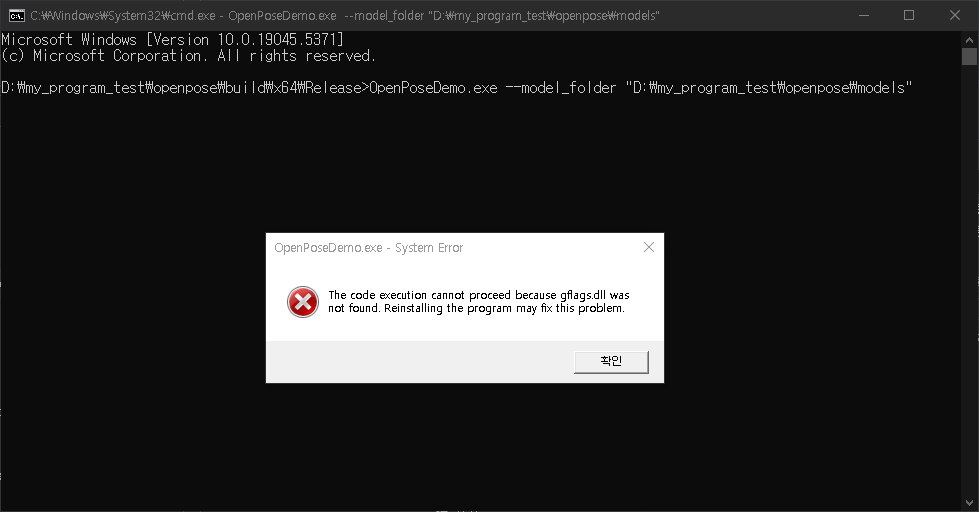 C:\Windows\System32\cmd.exe - OpenPoseDemo.exe  --model_folder "D:\my_program_test\openpose\models"
Microsoft Windows [Version 10.0.19045.5371]
(c) Microsoft Corporation. All rights reserved.
D:₩my_program_test₩openpose₩build₩x64₩Release>OpenPoseDemo.exe --model_folder "D:₩my_program_test₩openpose₩models"
OpenPoseDemo.exe - System Error
The code execution cannot proceed because gflags.dll was
not found. Reinstalling the program may fix this problem.
확인